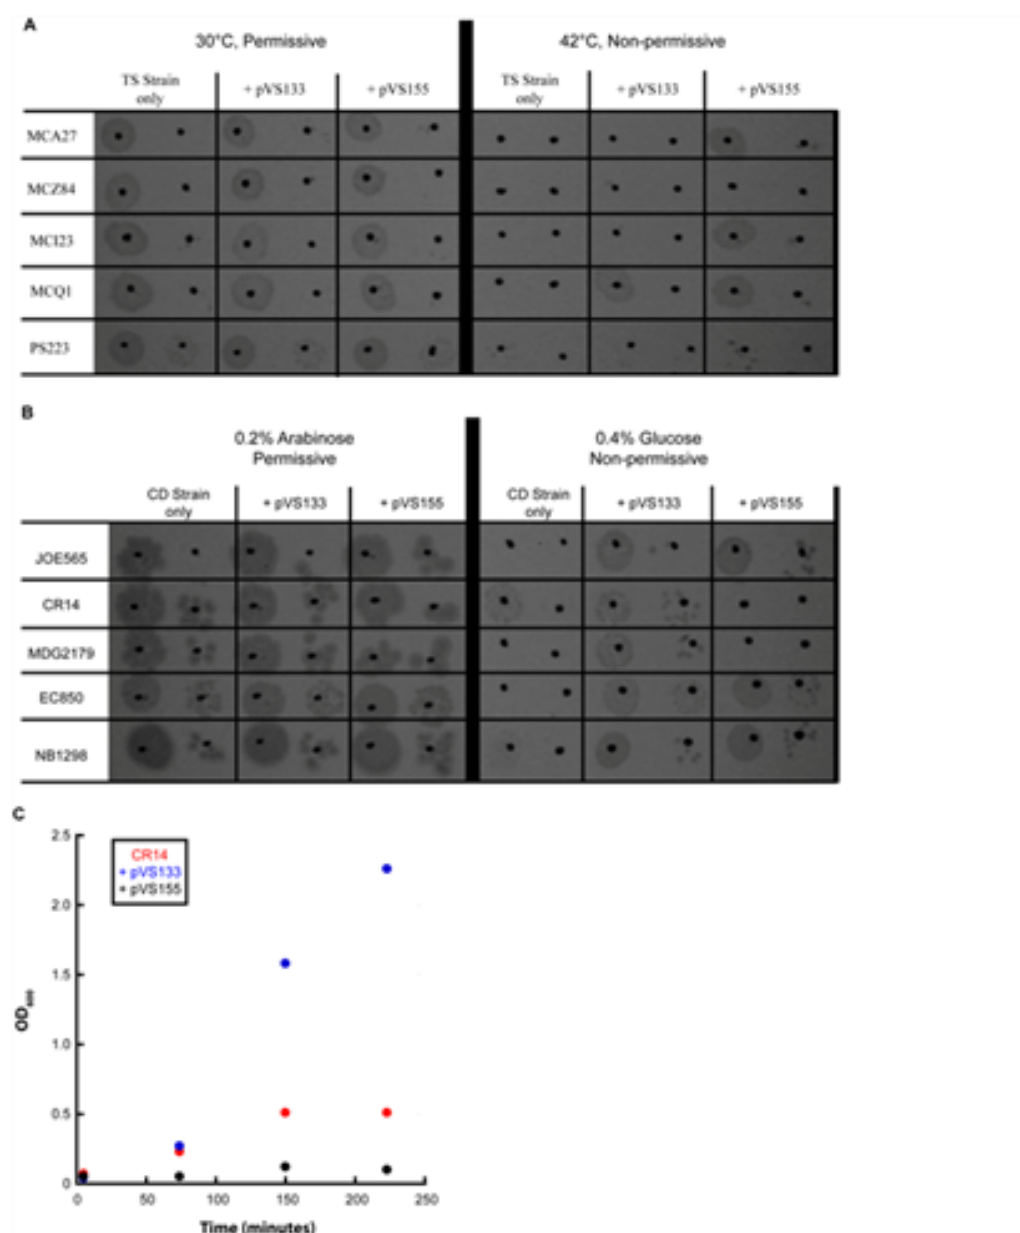 A
30°C, Permissive
42°C, Non-permissive
TS Strain only
+ pVS133
+ pVS155
TS Strain only
+ pVS133
+ pVS155
MCA27
MCZ84
MCI23
MCQ1
PS223
B
0.2% Arabinose
Permissive
0.4% Glucose
Non-permissive
CD Strain only
+ pVS133
+ pVS155
CD Strain only
+ pVS133
+ pVS155
JOE565
CR14
MDG2179
EC850
NB1298
C
CR14
+ pVS133
+ pVS155
2.5
2.0
1.5
1.0
0.5
0
OD600
0 50 100 150 200 250
Time (minutes)